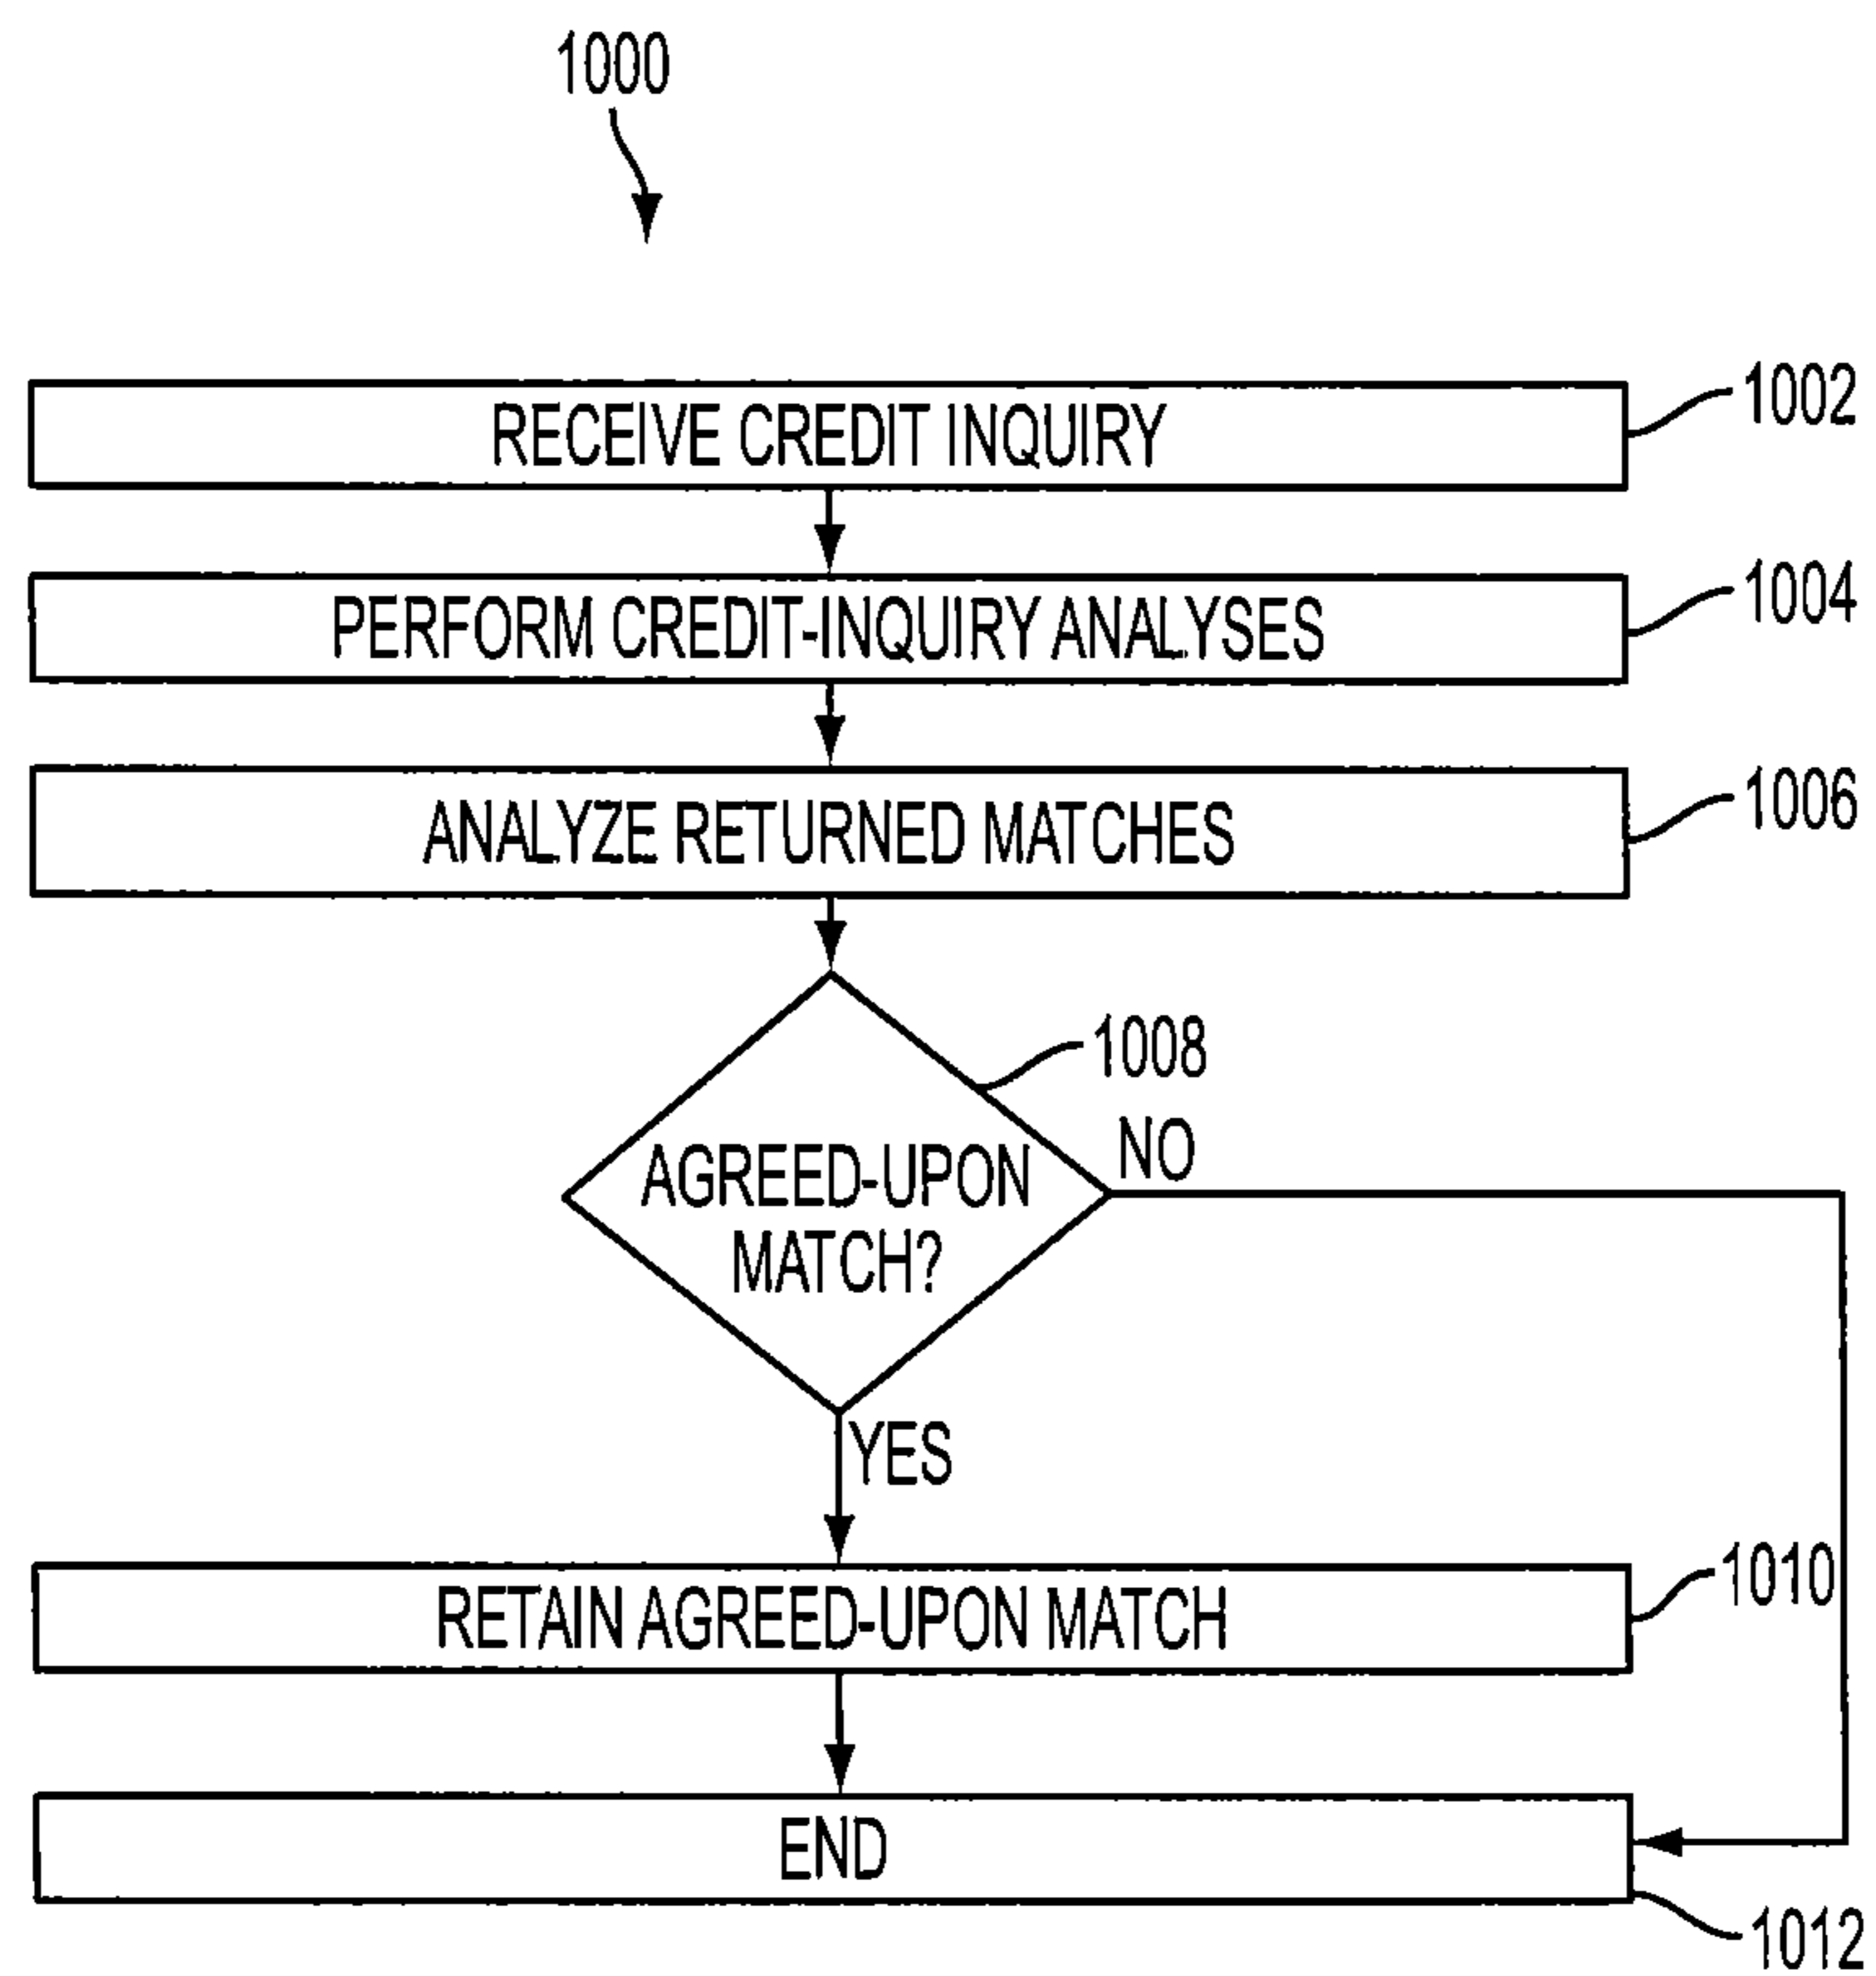 1000
RECEIVE CREDIT INQUIRY
1002
PERFORM CREDIT-INQUIRY ANALYSES
1004
ANALYZE RETURNED MATCHES
1006
1008
AGREED-UPON
MATCH?
NO
YES
RETAIN AGREED-UPON MATCH
1010
END
1012